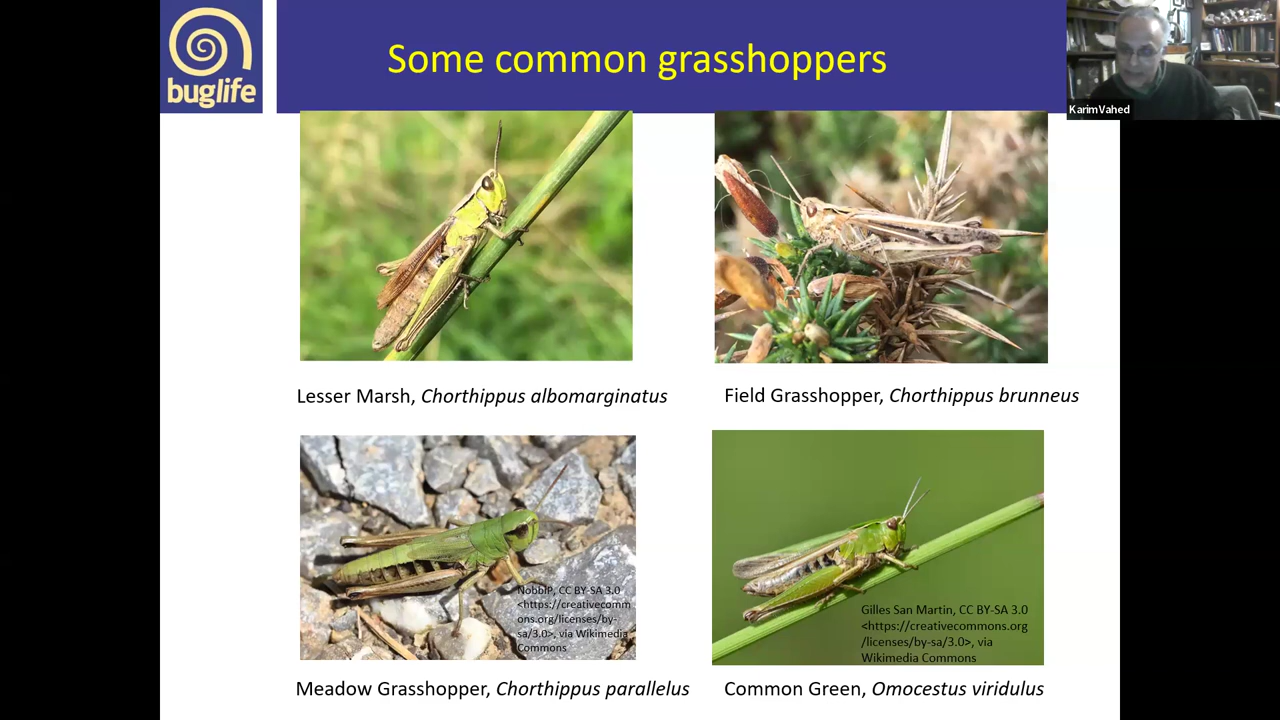 buglife
Some common grasshoppers
Karim Vahed
Lesser Marsh, Chorthippus albomarginatus
Field Grasshopper, Chorthippus brunneus
NobbiP, CC BY-SA 3.0
<https://creativecomm
ons.org/licenses/by-
sa/3.0>, via Wikimedia
Commons
Gilles San Martin, CC BY-SA 3.0
<https://creativecommons.org
/licenses/by-sa/3.0>, via
Wikimedia Commons
Meadow Grasshopper, Chorthippus parallelus
Common Green, Omocestus viridulus